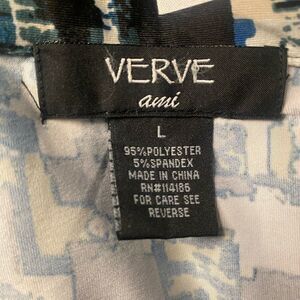 VERVE
ami
L
95%POLYESTER
5%SPANDEX
MADE IN CHINA
RN#114186
FOR CARE SEE
REVERSE